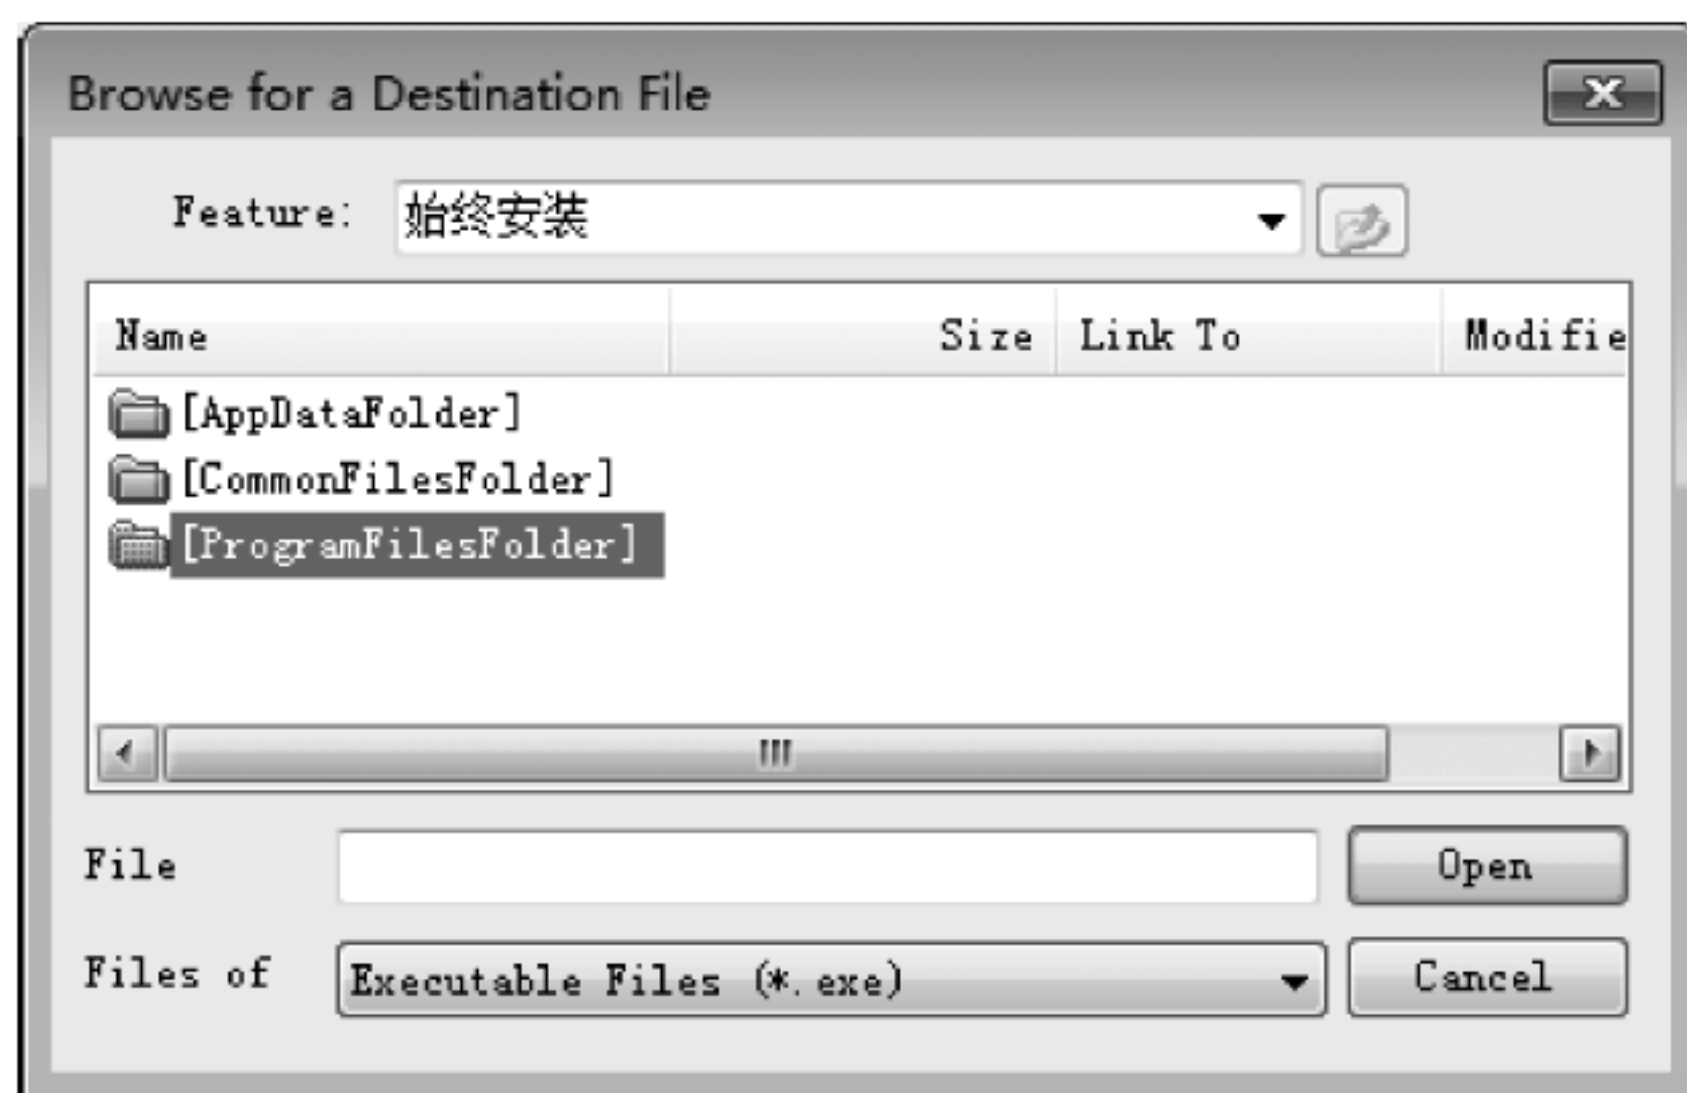 Browse for a Destination File
Feature: 始终安装
Name Size Link To Modifie
[AppDataFolder]
[CommonFilesFolder]
[ProgramFilesFolder]
File Open
Files of Executable Files (*.exe) Cancel